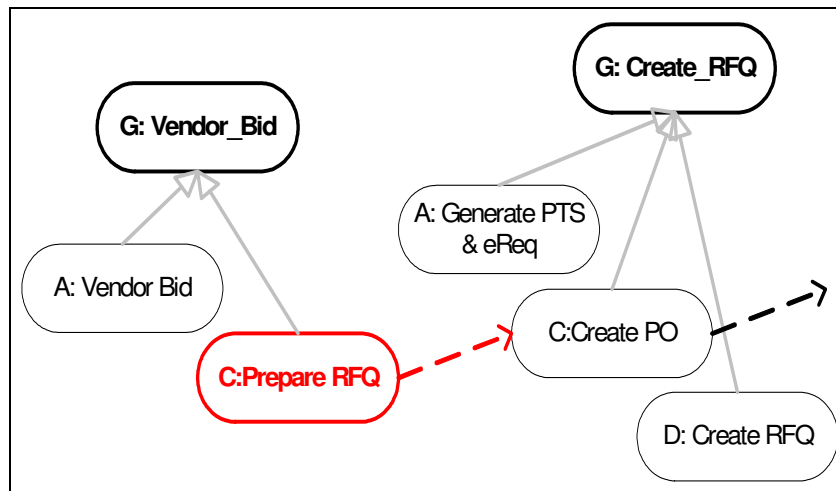 G: Create_RFQ
G: Vendor_Bid
A: Generate PTS
& eReq
A: Vendor Bid
C:Create PO
C:Prepare RFQ
D: Create RFQ